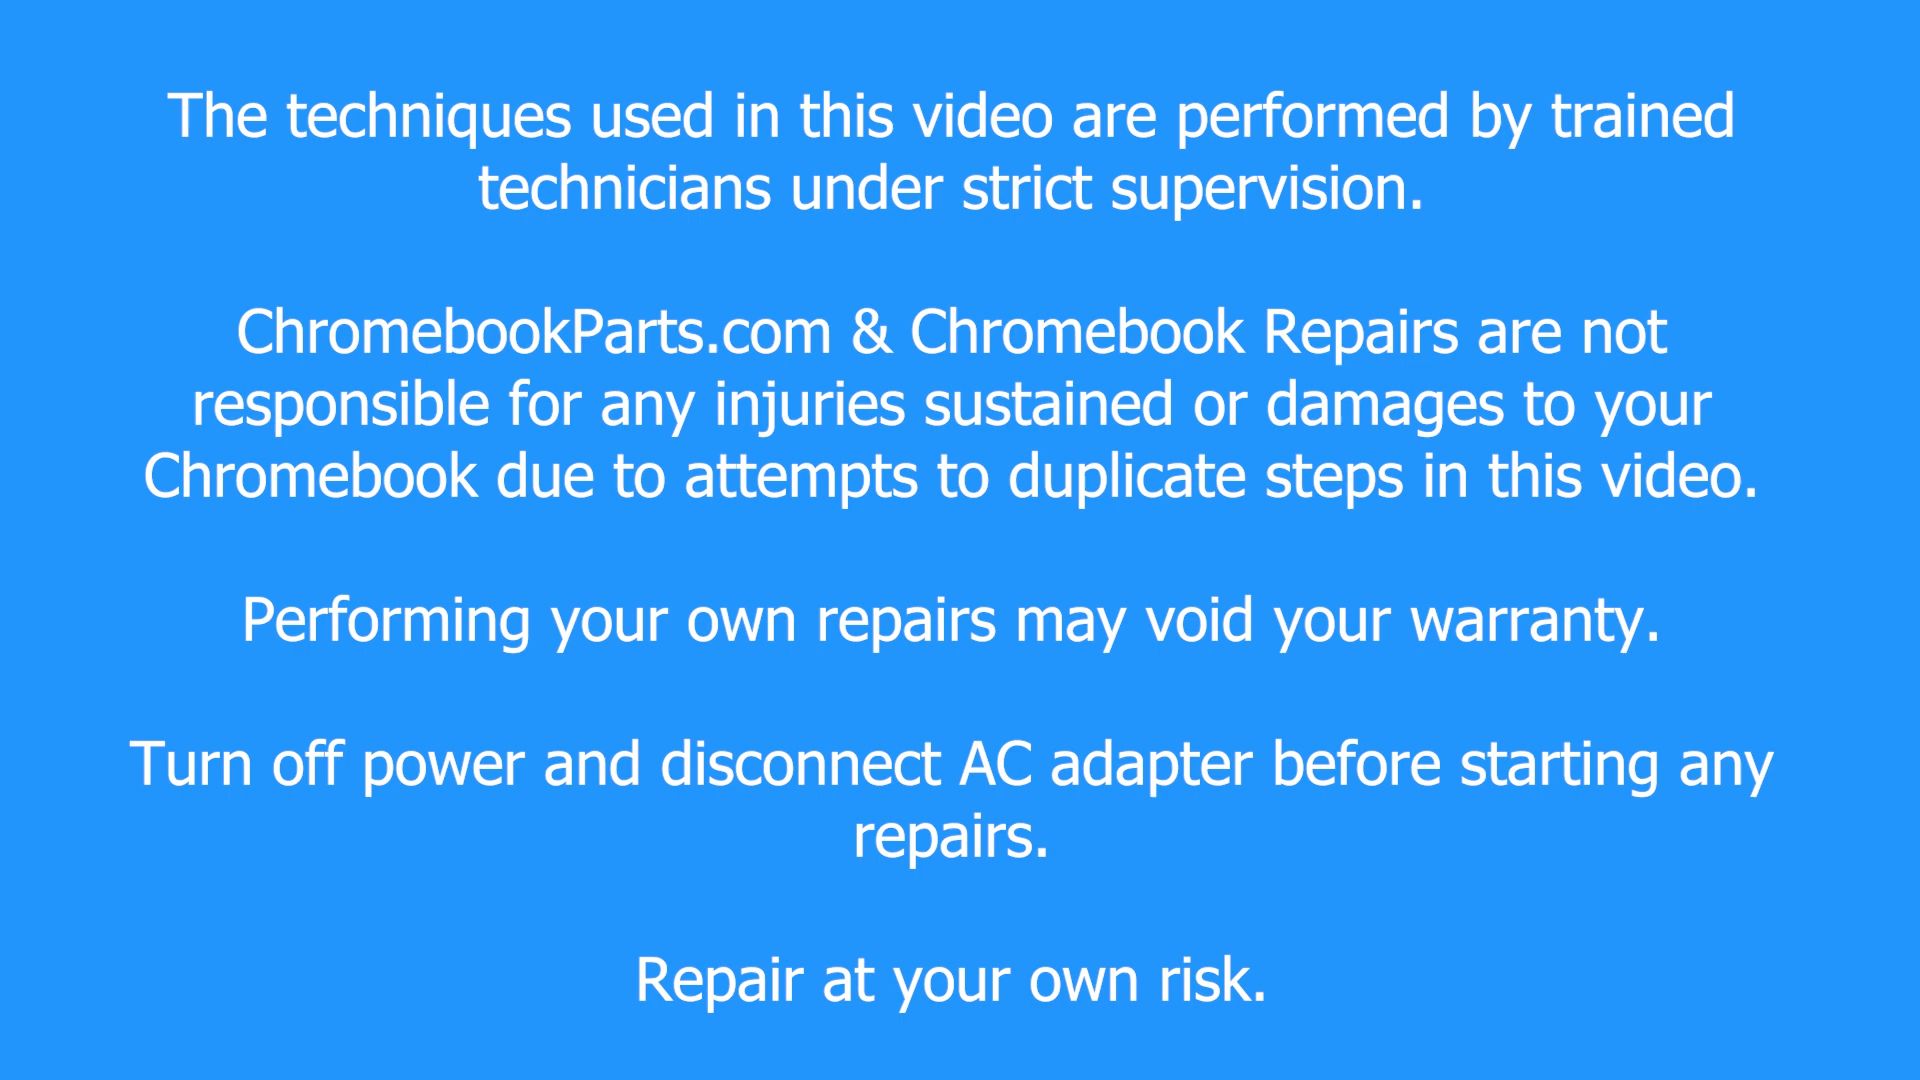 The techniques used in this video are performed by trained
technicians under strict supervision.
ChromebookParts.com & Chromebook Repairs are not
responsible for any injuries sustained or damages to your
Chromebook due to attempts to duplicate steps in this video.
Performing your own repairs may void your warranty.
Turn off power and disconnect AC adapter before starting any
repairs.
Repair at your own risk.